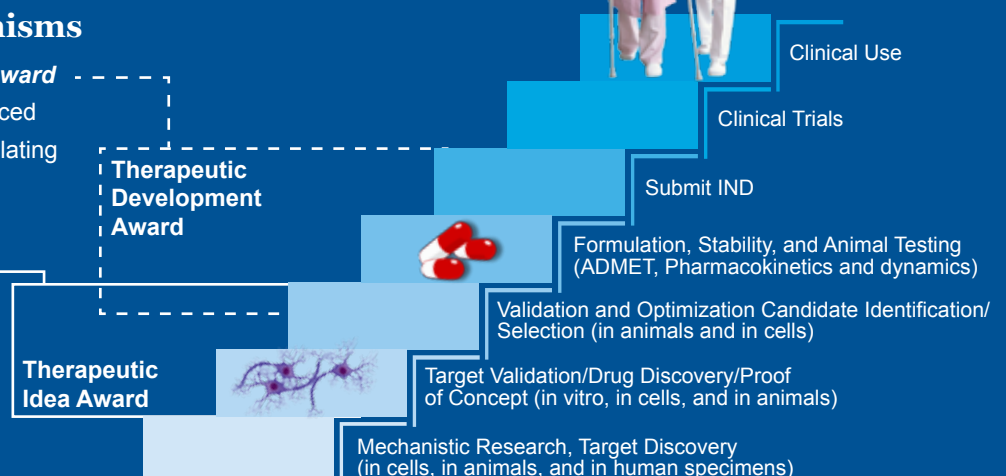 nisms
ward
ced
lating
Therapeutic
Development
Award
Therapeutic
Idea Award
Clinical Use
Clinical Trials
Submit IND
Formulation, Stability, and Animal Testing
(ADMET, Pharmacokinetics and dynamics)
Validation and Optimization Candidate Identification/
Selection (in animals and in cells)
Target Validation/Drug Discovery/Proof
of Concept (in vitro, in cells, and in animals)
Mechanistic Research, Target Discovery
(in cells, in animals, and in human specimens)